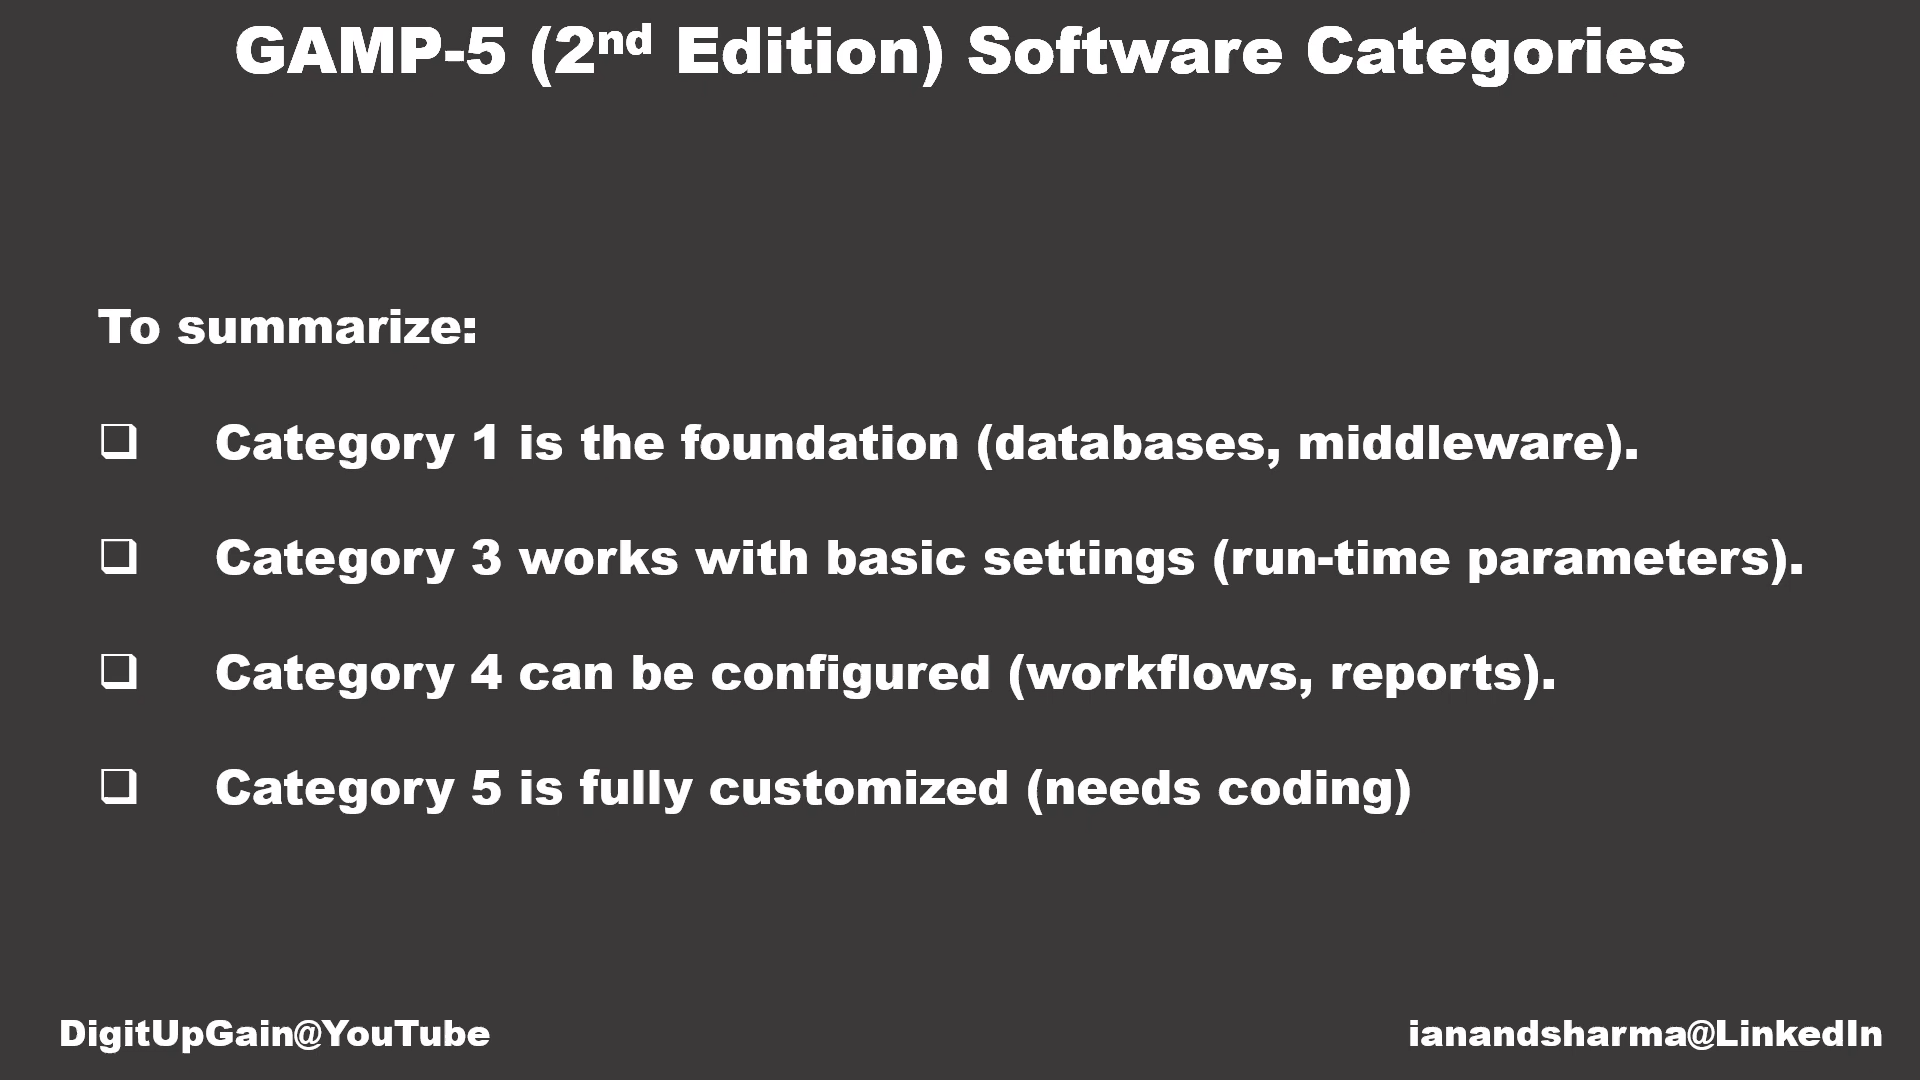 GAMP-5 (2nd Edition) Software Categories
To summarize:
❑ Category 1 is the foundation (databases, middleware).
❑ Category 3 works with basic settings (run-time parameters).
❑ Category 4 can be configured (workflows, reports).
❑ Category 5 is fully customized (needs coding)
DigitUpGain@YouTube
ianandsharma@LinkedIn